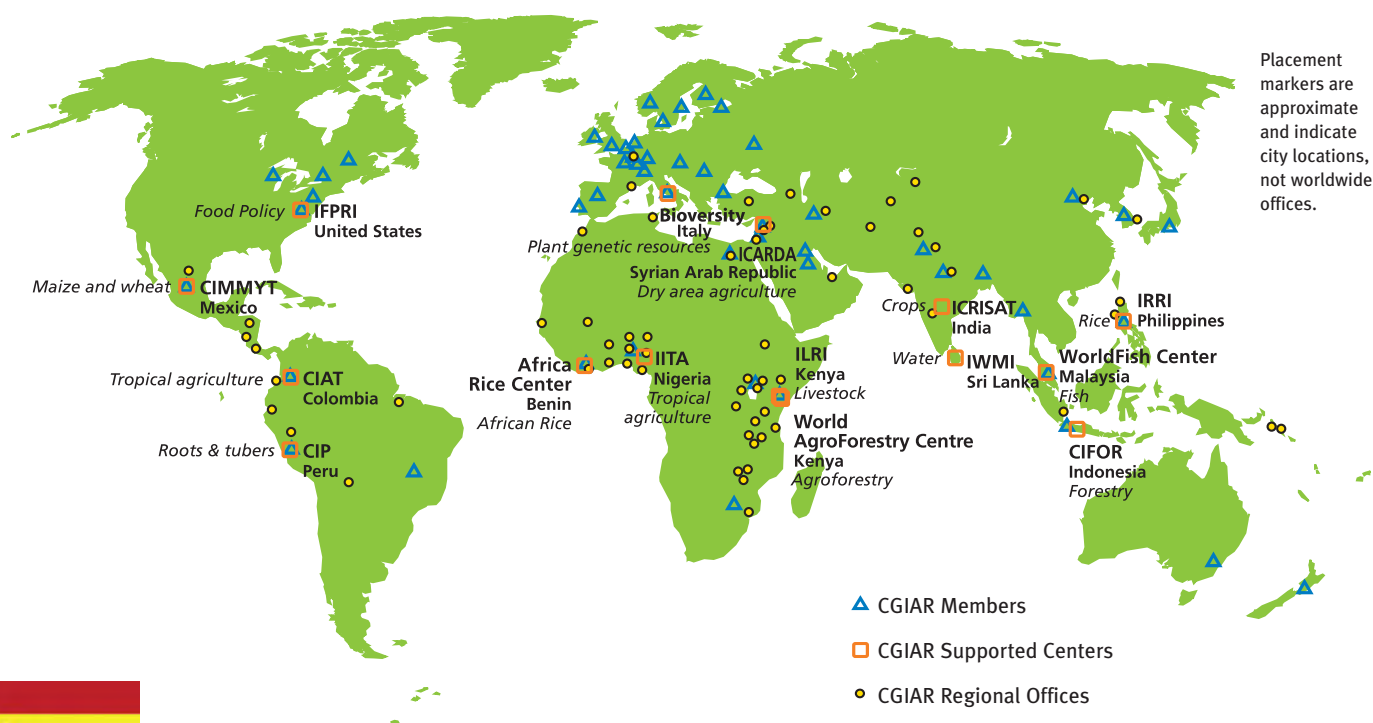 Placement
markers are
approximate
and indicate
city locations,
not worldwide
offices.
Food Policy
IFPRI
United States
Maize and wheat
CIMMYT
Mexico
Tropical agriculture
CIAT
Colombia
Roots & tubers
CIP
Peru
Bioversity
Italy
Plant genetic resources
ICARDA
Syrian Arab Republic
Dry area agriculture
Africa
Rice Center
Benin
African Rice
IITA
Nigeria
Tropical
agriculture
ILRI
Kenya
Livestock
World
AgroForestry Centre
Kenya
Agroforestry
Crops
ICRISAT
India
Water
IWMI
Sri Lanka
IRRI
Rice
Philippines
WorldFish Center
Malaysia
Fish
CIFOR
Indonesia
Forestry
CGIAR Members
CGIAR Supported Centers
CGIAR Regional Offices